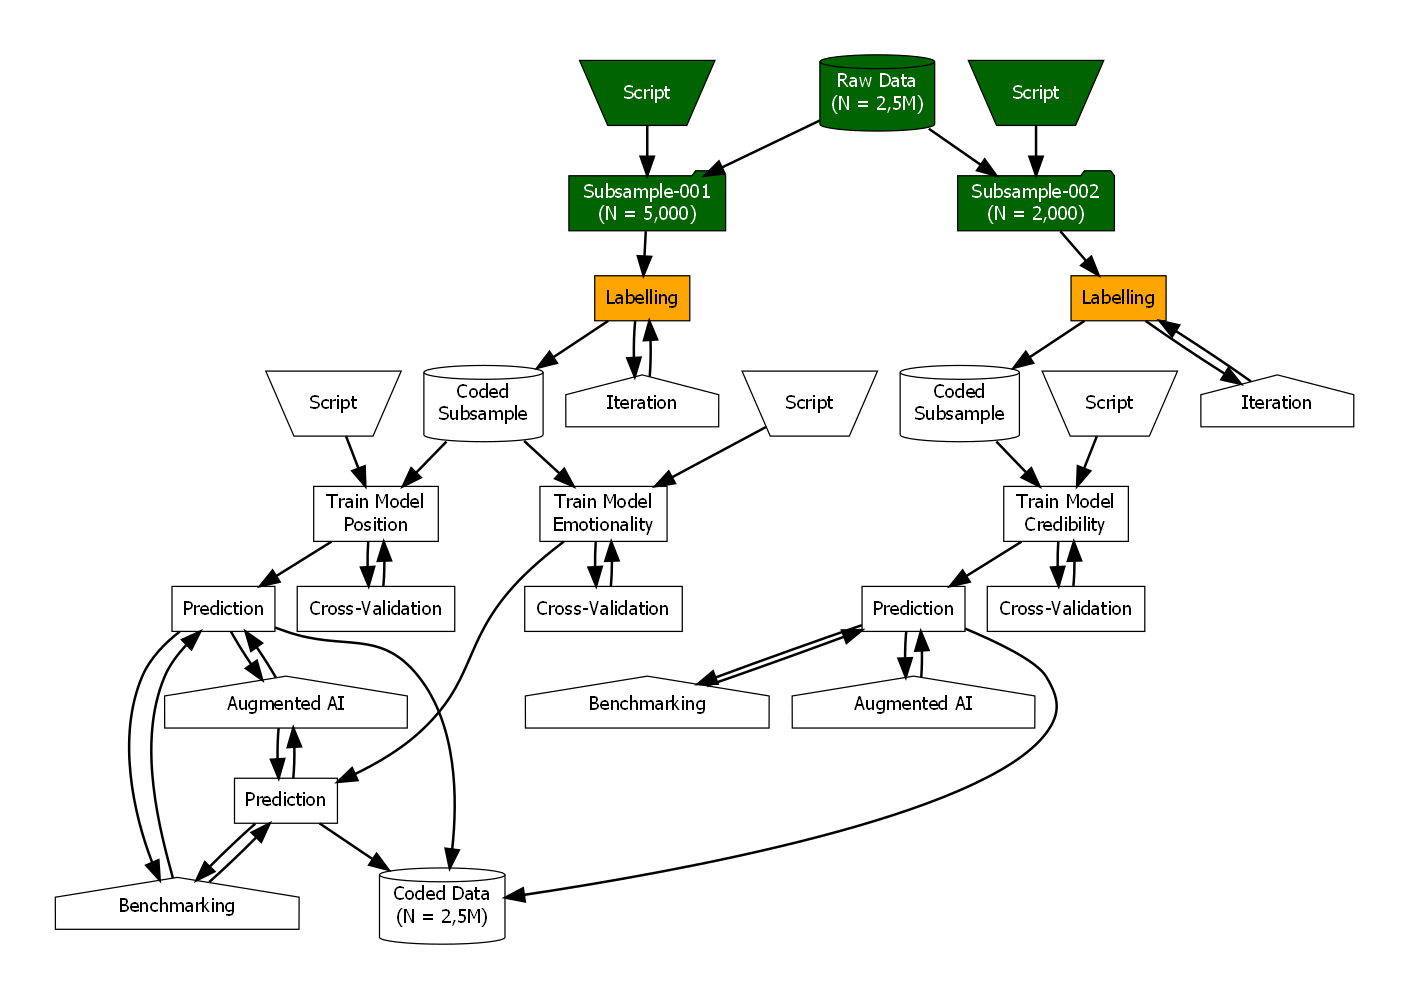 Script
Raw Data
(N = 2,5M)
Script
Subsample-001
(N = 5,000)
Subsample-002
(N = 2,000)
Labelling
Labelling
Script
Coded
Subsample
Iteration
Script
Coded
Subsample
Script
Iteration
Train Model
Position
Train Model
Emotionality
Train Model
Credibility
Prediction
Cross-Validation
Cross-Validation
Prediction
Cross-Validation
Augmented AI
Benchmarking
Augmented AI
Prediction
Benchmarking
Coded Data
(N = 2,5M)